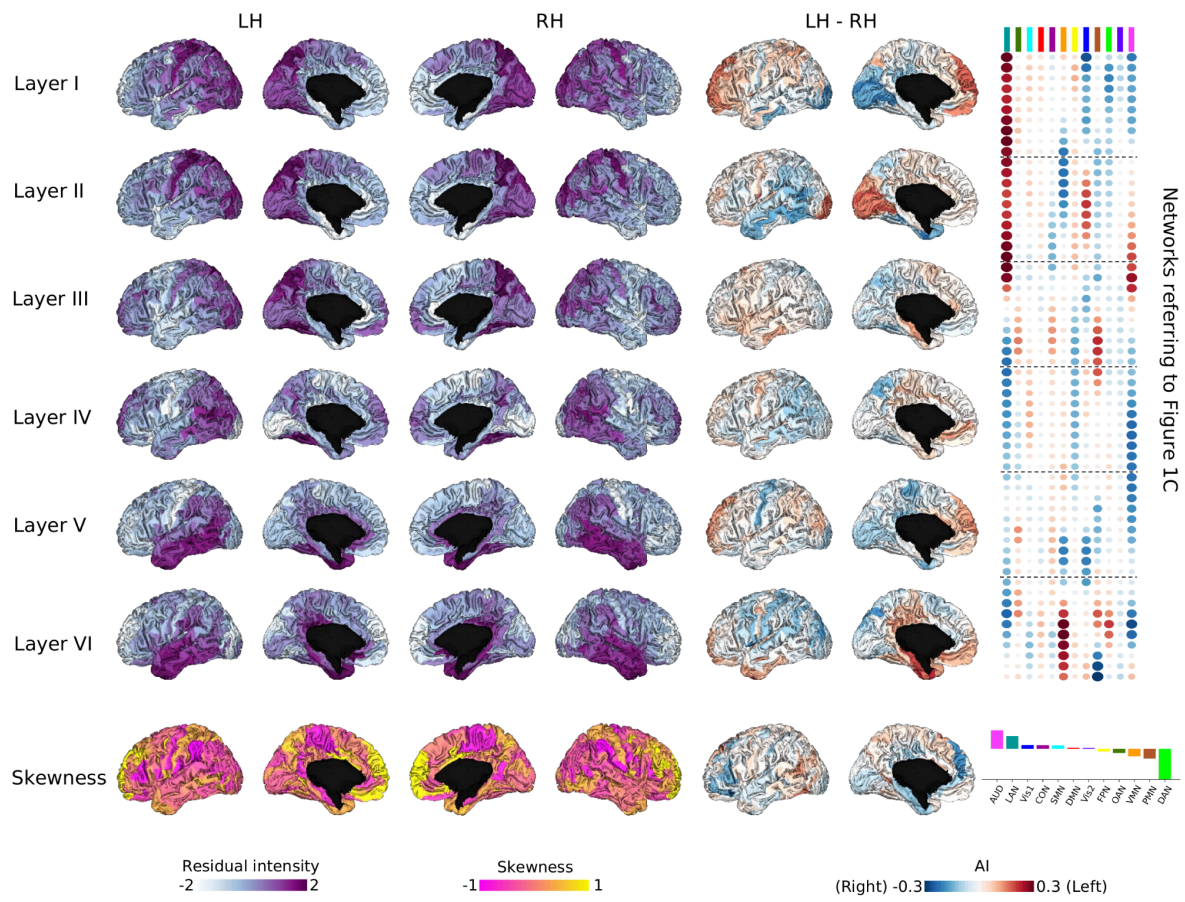 LH RH LH - RH
Layer I
Layer II
Layer III
Layer IV
Layer V
Layer VI
Skewness
Networks referring to Figure 1C
AUD LAN Vis1 CON SMN DMN Vis2 FPN OAN VMN PMN DAN
Residual intensity
-2 2
Skewness
-1 1
AI
(Right) -0.3 0.3 (Left)